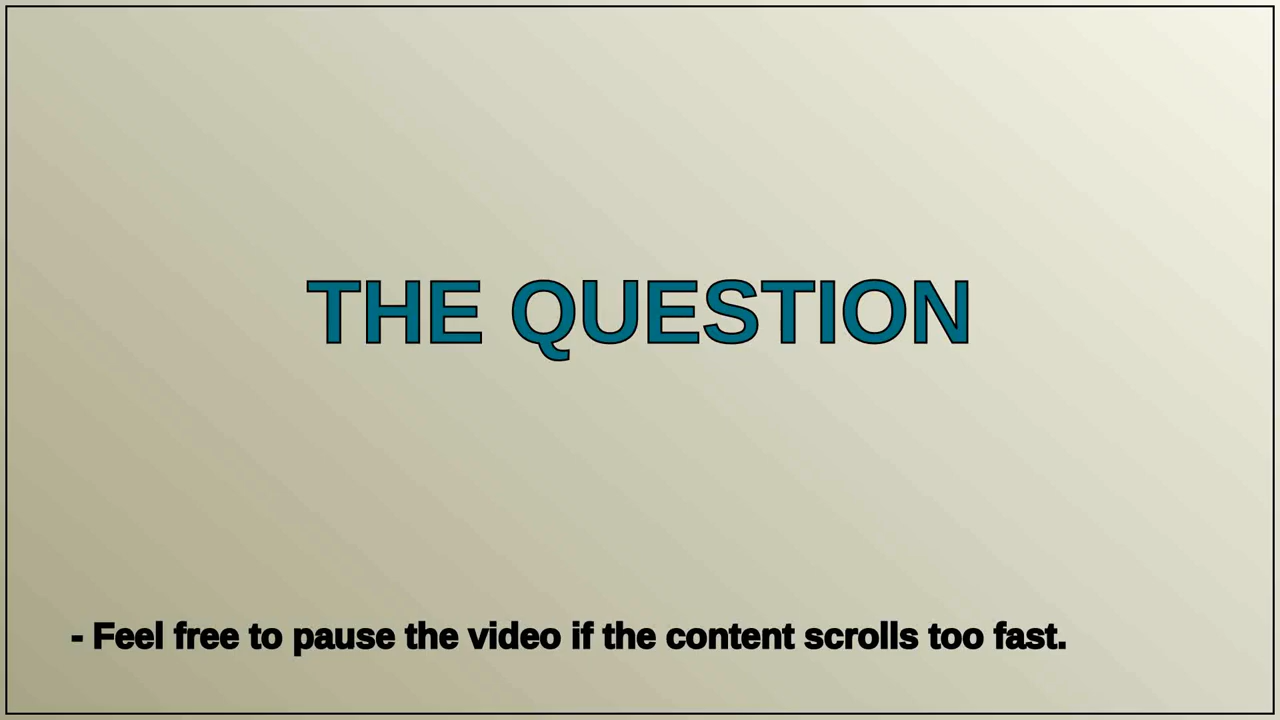 THE QUESTION
- Feel free to pause the video if the content scrolls too fast.